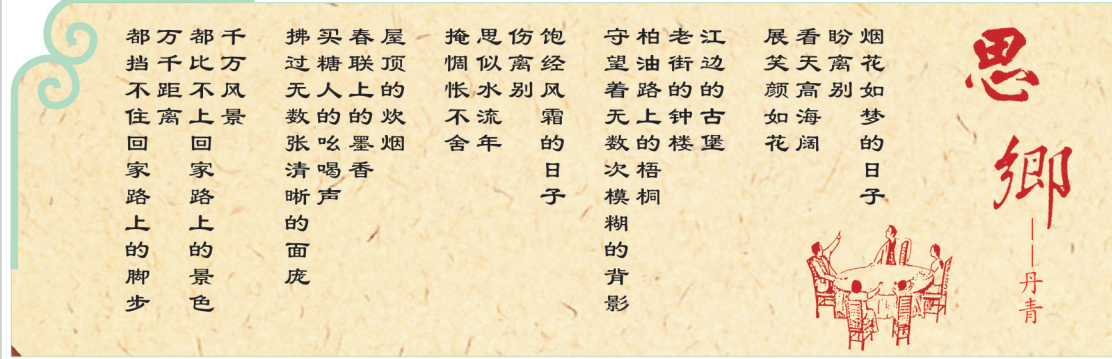 思鄉
——丹青
烟花如梦的日子
盼离别
看天高海阔
展笑颜如花
江边的古堡
老街的钟楼
柏油路上的梧桐
守望着无数次模糊的背影
饱经风霜的日子
伤离别
思似水流年
掩惆怅不舍
屋顶的炊烟
春联上的墨香
买糖人的吆喝声
拂过无数张清晰的面庞
千万风景
都比不上回家路上的景色
万千距离
都挡不住回家路上的脚步